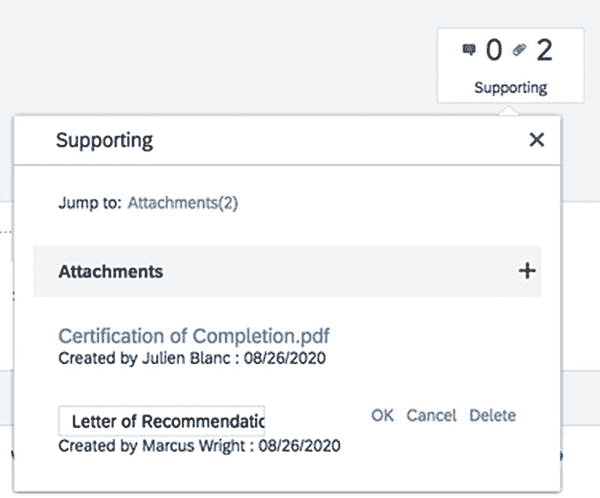 0 2
Supporting
Supporting
Jump to: Attachments(2)
Attachments
Certification of Completion.pdf
Created by Julien Blanc : 08/26/2020
Letter of Recommendatic OK Cancel Delete
Created by Marcus Wright : 08/26/2020